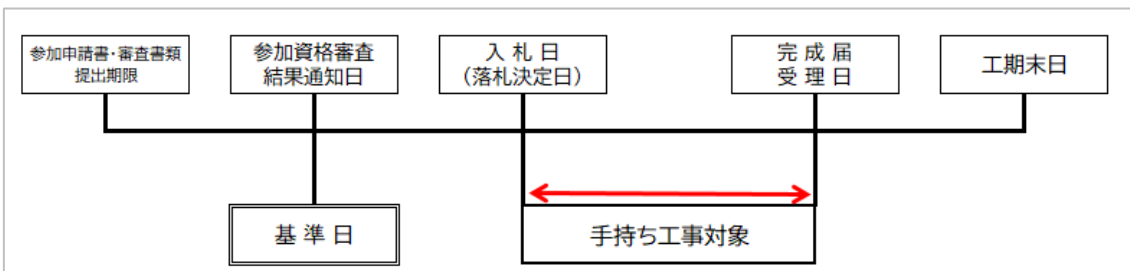 参加申請書・審査書類
提出期限
参加資格審査
結果通知日
入札日
（落札決定日）
完成届
受理日
工期末日
基準日
手持ち工事対象